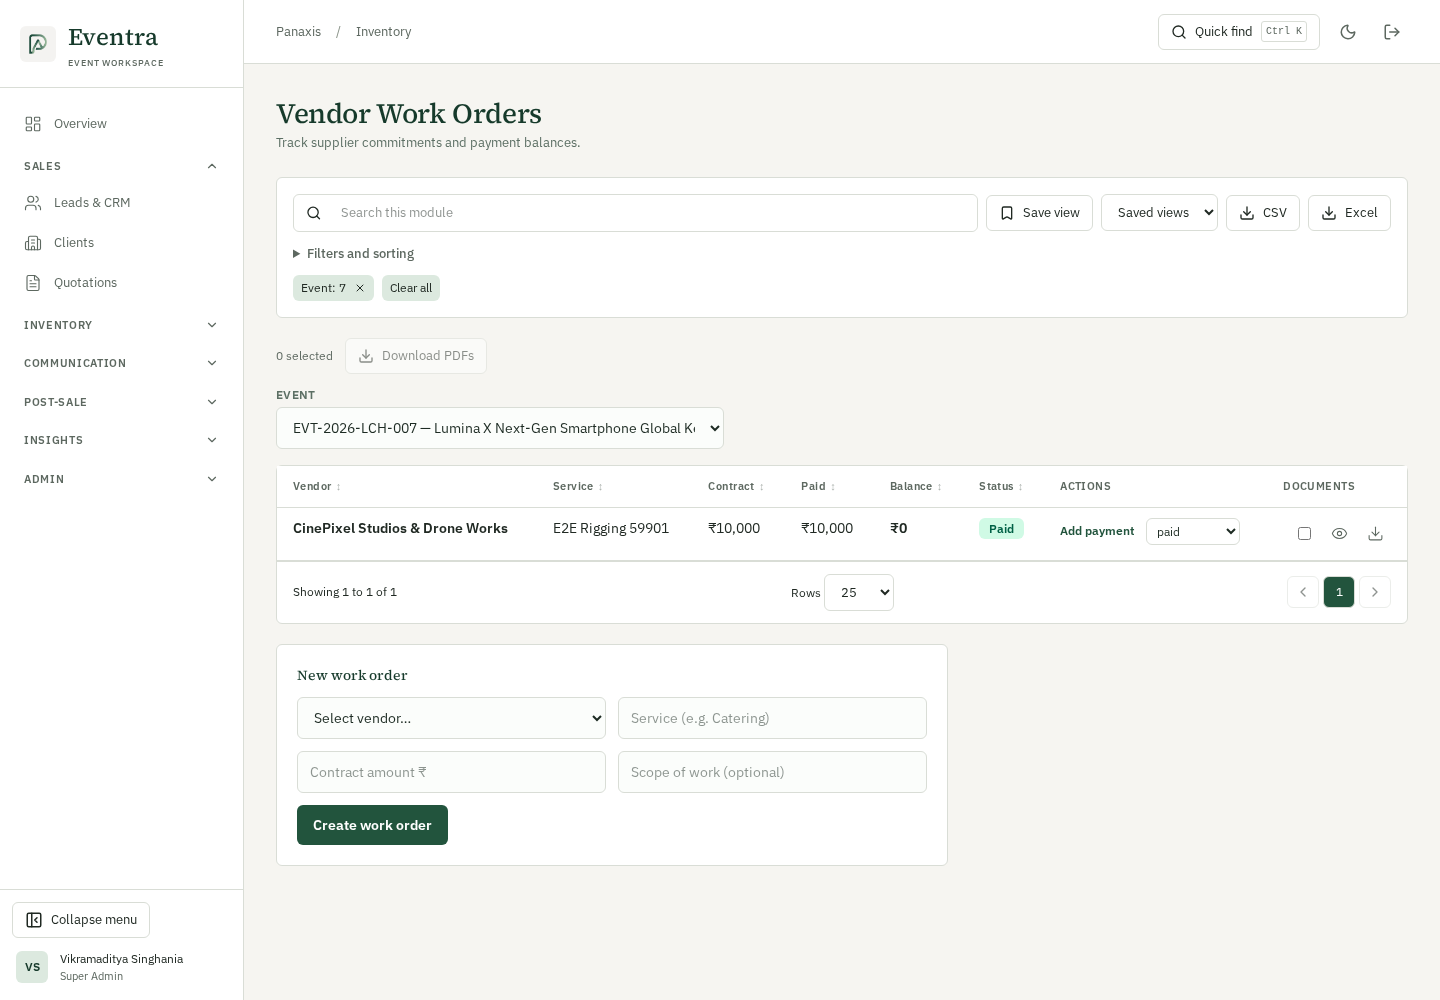 Eventra
EVENT WORKSPACE
Overview
SALES
Leads & CRM
Clients
Quotations
INVENTORY
COMMUNICATION
POST-SALE
INSIGHTS
ADMIN
Collapse menu
VS
Vikramaditya Singhania
Super Admin
Panaxis / Inventory
Quick find Ctrl K
Vendor Work Orders
Track supplier commitments and payment balances.
Search this module
Save view
Saved views
CSV
Excel
Filters and sorting
Event: 7 ×
Clear all
0 selected
Download PDFs
EVENT
EVT-2026-LCH-007 — Lumina X Next-Gen Smartphone Global
Vendor ↕ Service ↕ Contract ↕ Paid ↕ Balance ↕ Status ↕ ACTIONS DOCUMENTS
CinePixel Studios & Drone Works E2E Rigging 59901 ₹10,000 ₹10,000 ₹0 Paid Add payment paid
Showing 1 to 1 of 1 Rows 25 1
New work order
Select vendor...
Service (e.g. Catering)
Contract amount ₹
Scope of work (optional)
Create work order